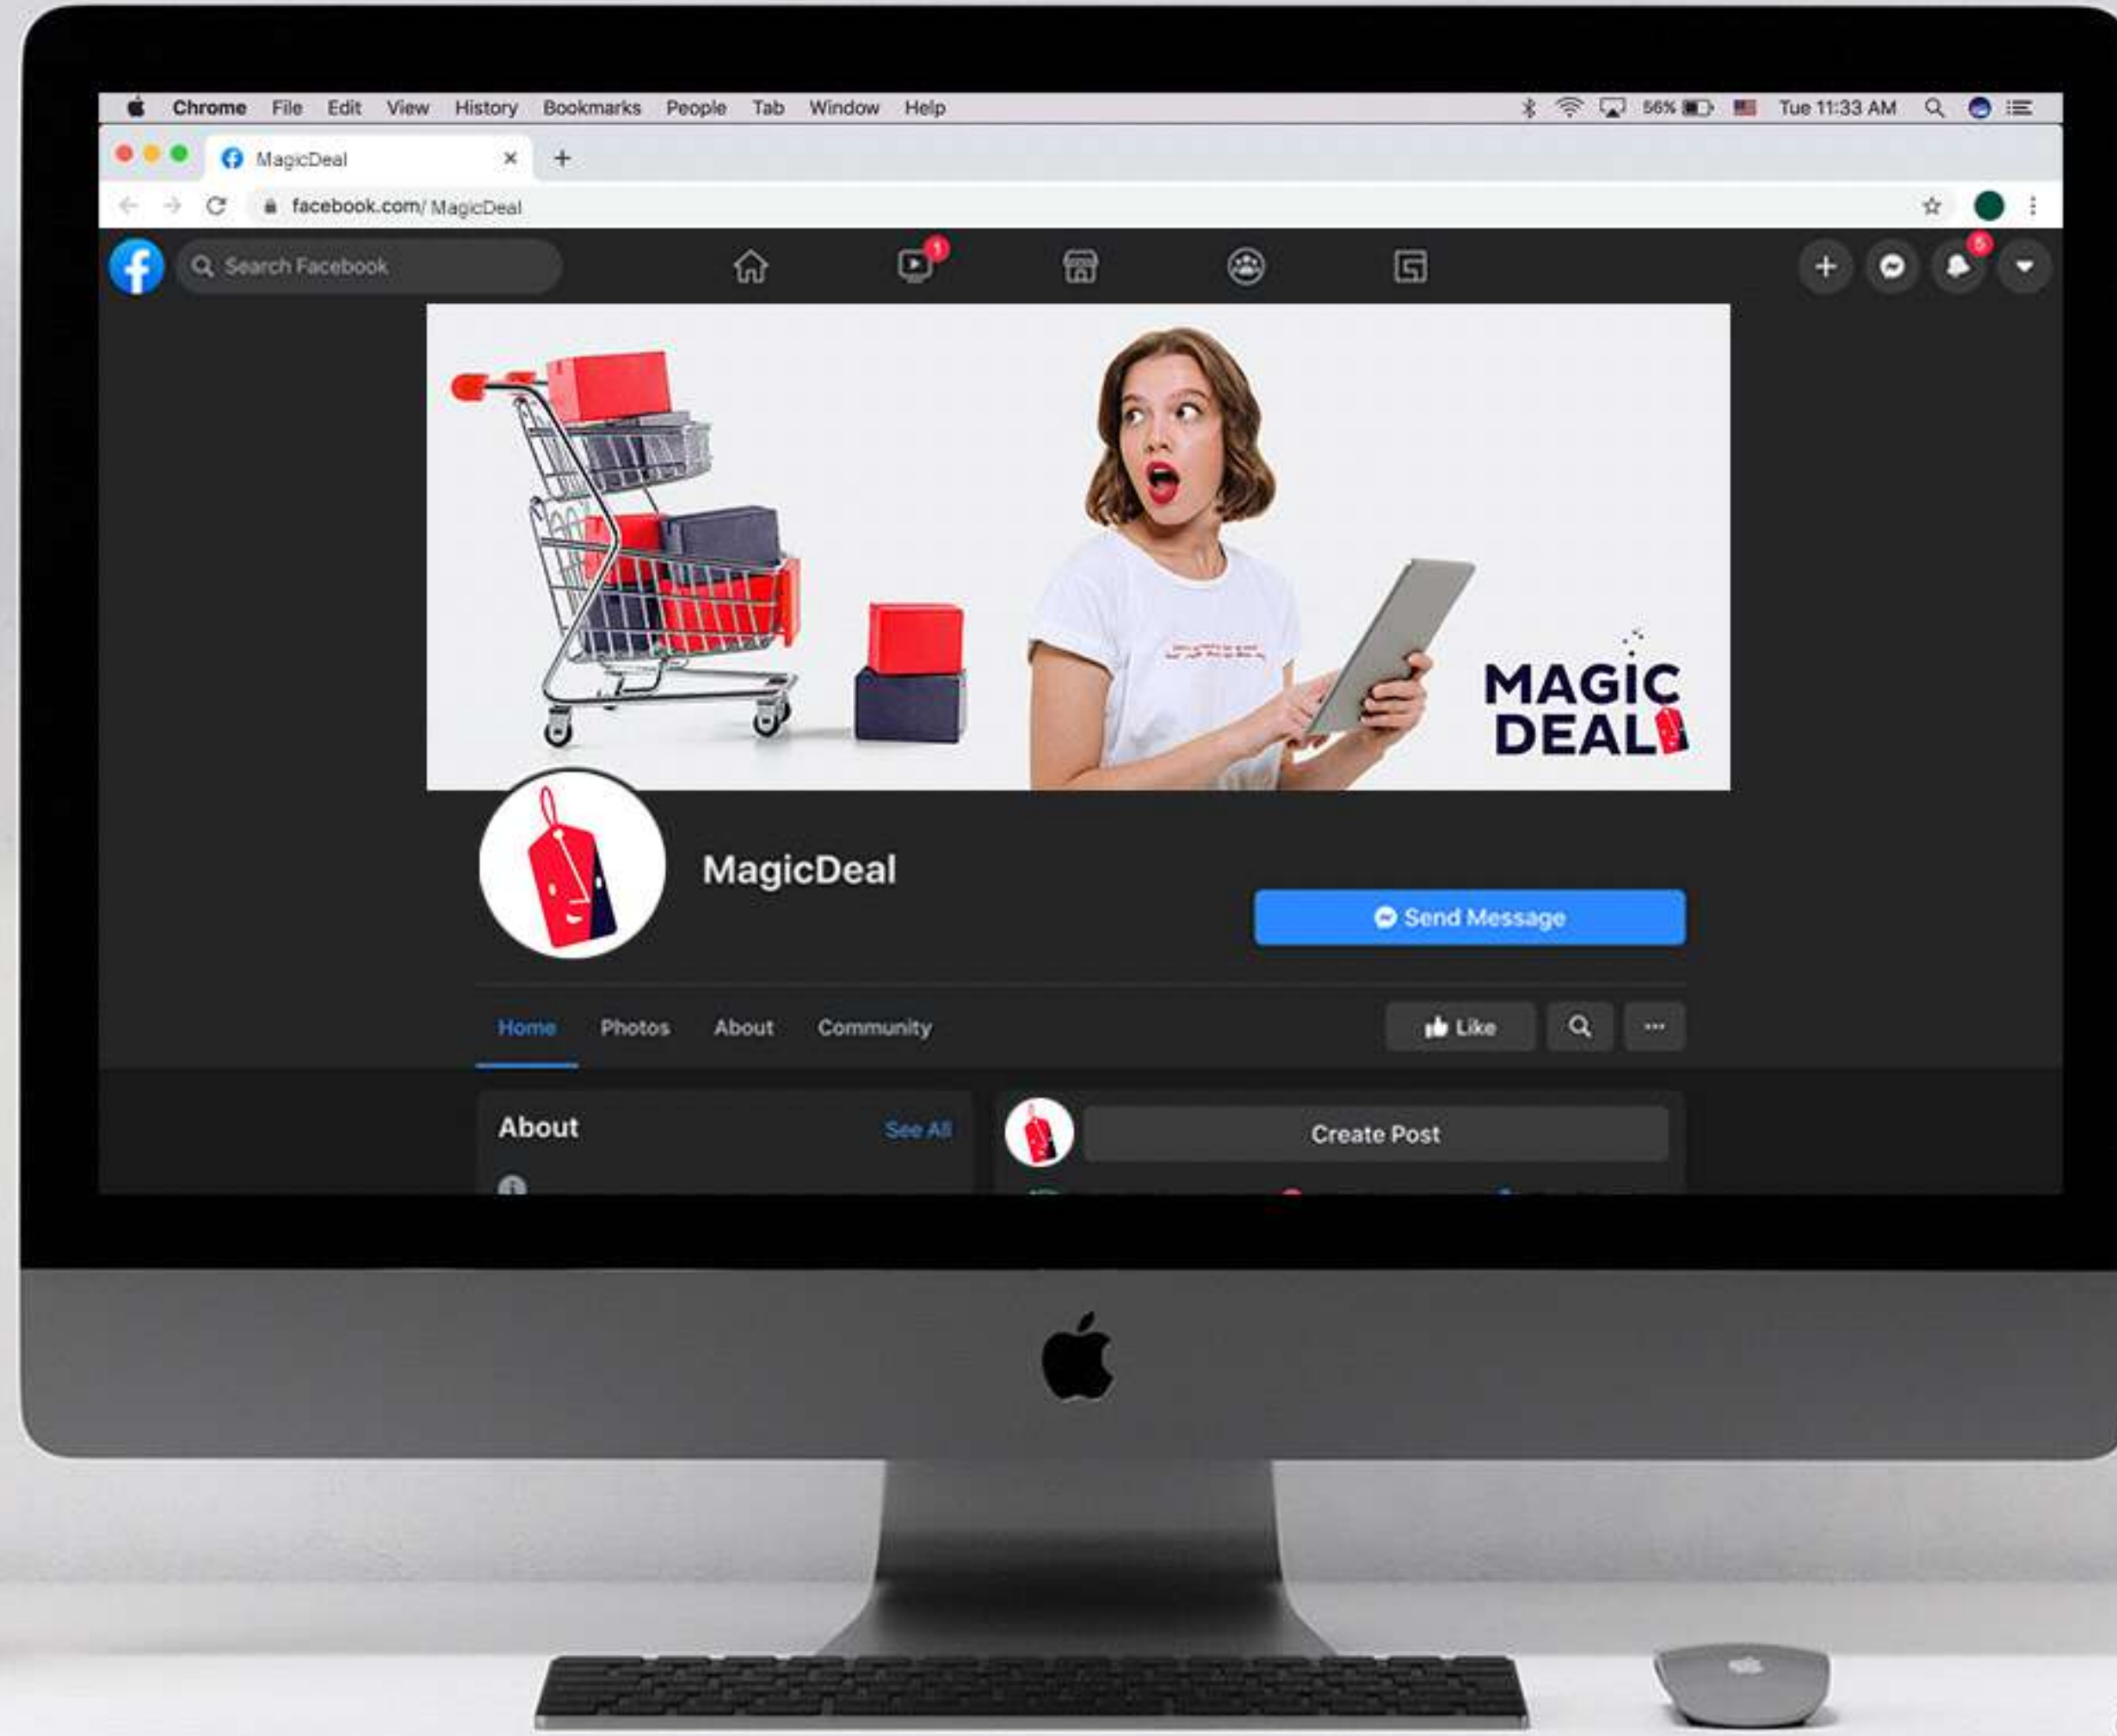 Chrome File Edit View History Bookmarks People Tab Window Help 56% Tue 11:33 AM
MagicDeal
facebook.com/ MagicDeal
Search Facebook
1
5
MAGIC
DEAL
MagicDeal
Send Message
Home Photos About Community Like
About See All
Create Post